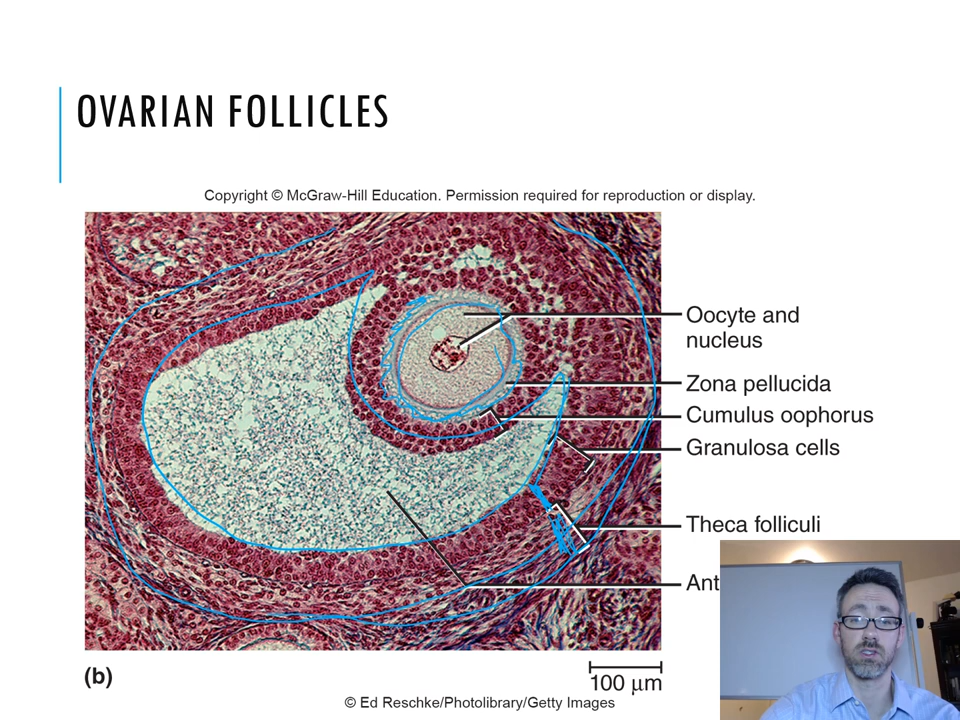 OVARIAN FOLLICLES
Copyright © McGraw-Hill Education. Permission required for reproduction or display.
Oocyte and
nucleus
Zona pellucida
Cumulus oophorus
Granulosa cells
Theca folliculi
Ant
(b)
100 μm
© Ed Reschke/Photolibrary/Getty Images